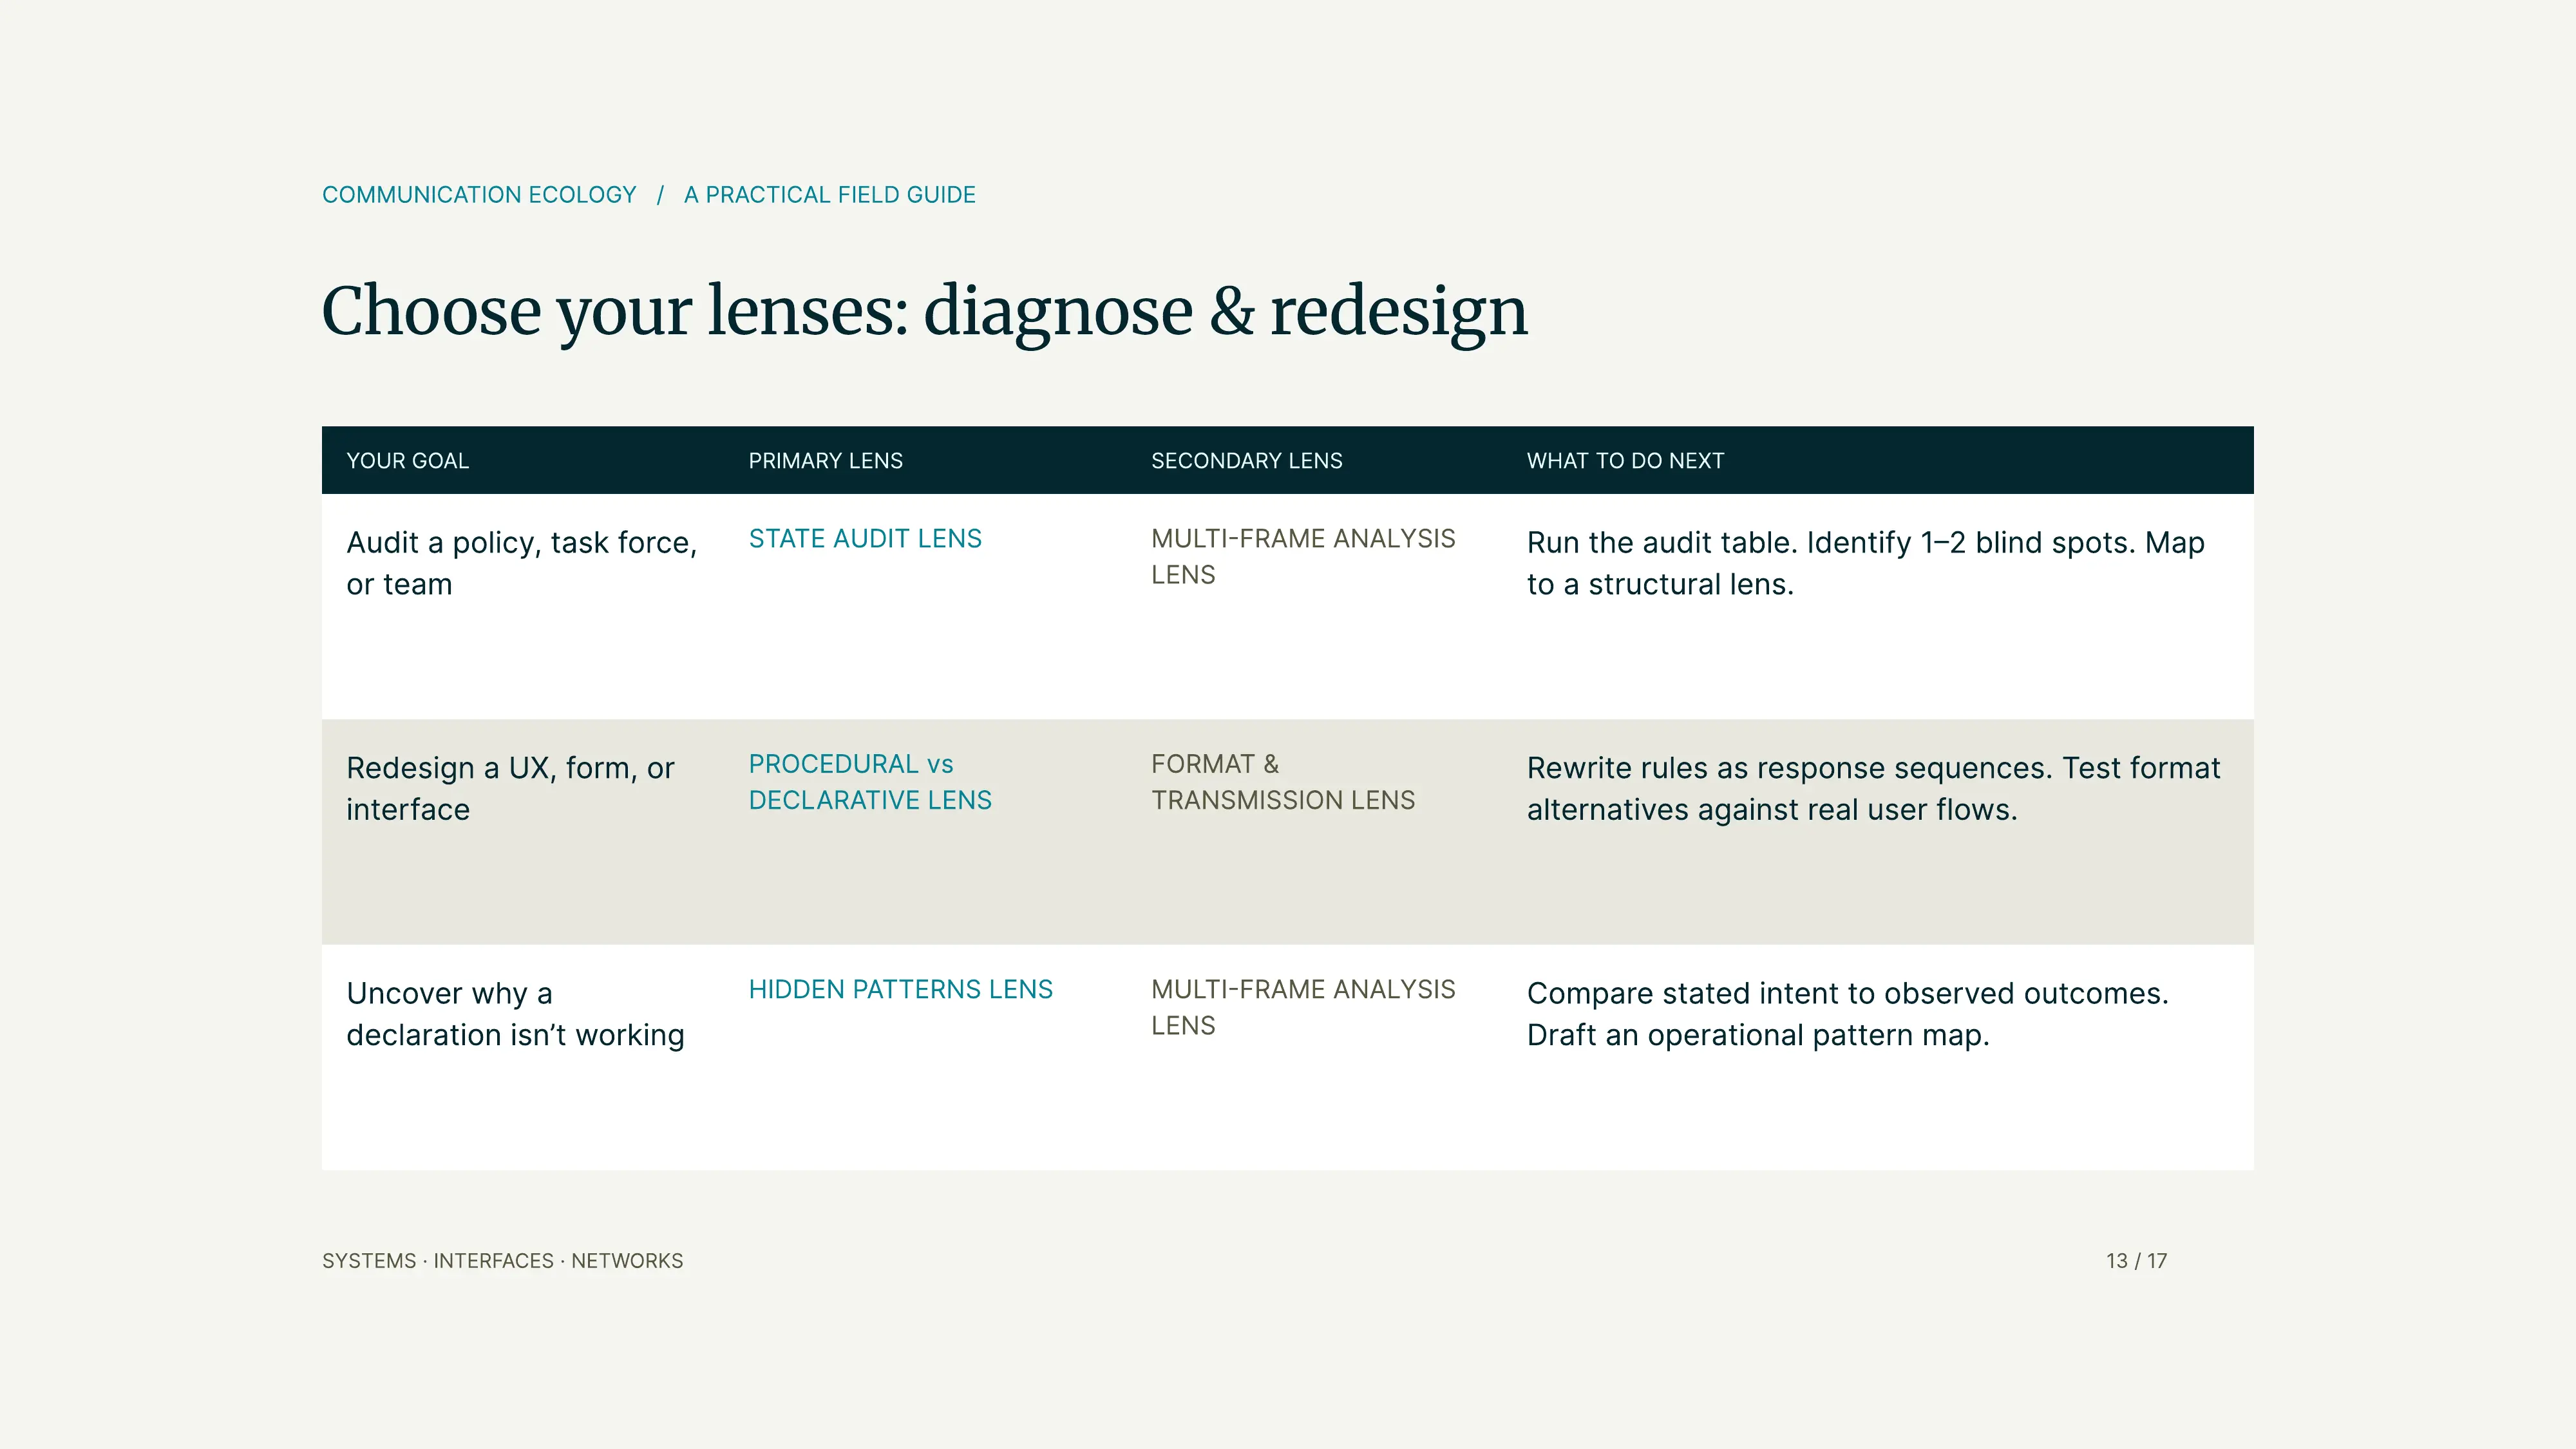 COMMUNICATION ECOLOGY / A PRACTICAL FIELD GUIDE
Choose your lenses: diagnose & redesign
YOUR GOAL PRIMARY LENS SECONDARY LENS WHAT TO DO NEXT
Audit a policy, task force,
or team
STATE AUDIT LENS
MULTI-FRAME ANALYSIS
LENS
Run the audit table. Identify 1–2 blind spots. Map
to a structural lens.
Redesign a UX, form, or
interface
PROCEDURAL vs
DECLARATIVE LENS
FORMAT &
TRANSMISSION LENS
Rewrite rules as response sequences. Test format
alternatives against real user flows.
Uncover why a
declaration isn’t working
HIDDEN PATTERNS LENS
MULTI-FRAME ANALYSIS
LENS
Compare stated intent to observed outcomes.
Draft an operational pattern map.
SYSTEMS · INTERFACES · NETWORKS
13 / 17